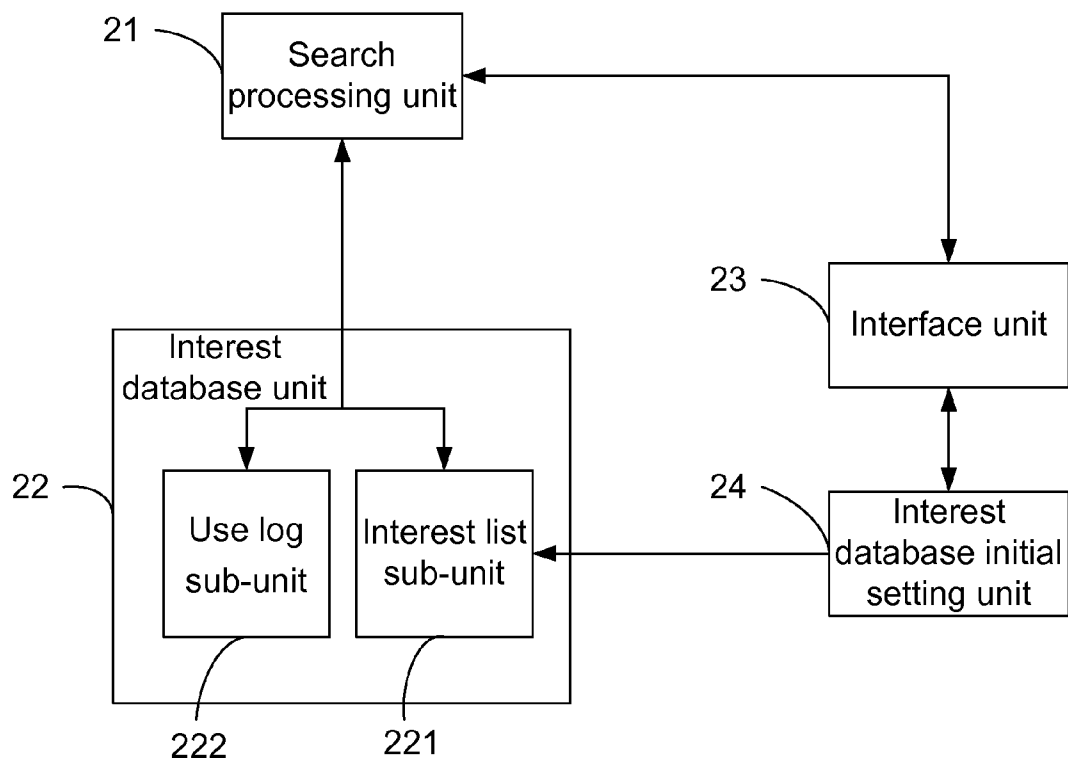 21
Search
processing unit
23
Interface unit
Interest
database unit
22
Use log
sub-unit
Interest list
sub-unit
24
Interest
database initial
setting unit
222
221